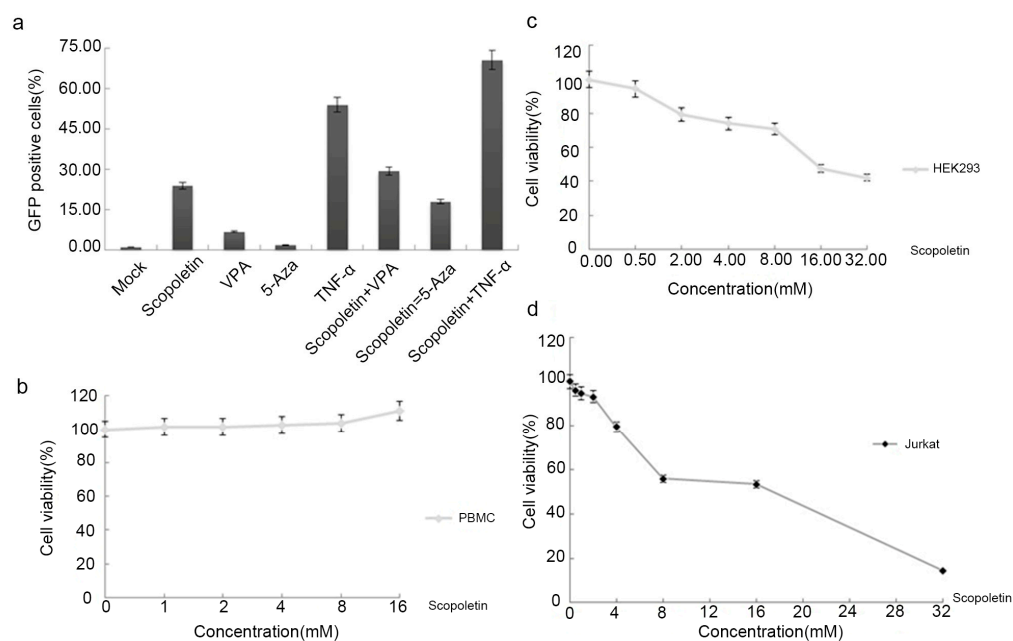 a
GFP positive cells(%)
75.00
60.00
45.00
30.00
15.00
0.00
Mock
Scopoletin
VPA
5-Aza
TNF-α
Scopoletin+VPA
Scopoletin=5-Aza
Scopoletin+TNF-α
b
Cell viability(%)
120
100
80
60
40
20
0
0 1 2 4 8 16
Scopoletin
Concentration(mM)
PBMC
c
Cell viability(%)
120
100
80
60
40
20
0
0.00 0.50 2.00 4.00 8.00 16.00 32.00
Scopoletin
Concentration(mM)
HEK293
d
Cell viability(%)
120
100
80
60
40
20
0
0 4 8 12 16 20 24 28 32
Scopoletin
Concentration(mM)
Jurkat